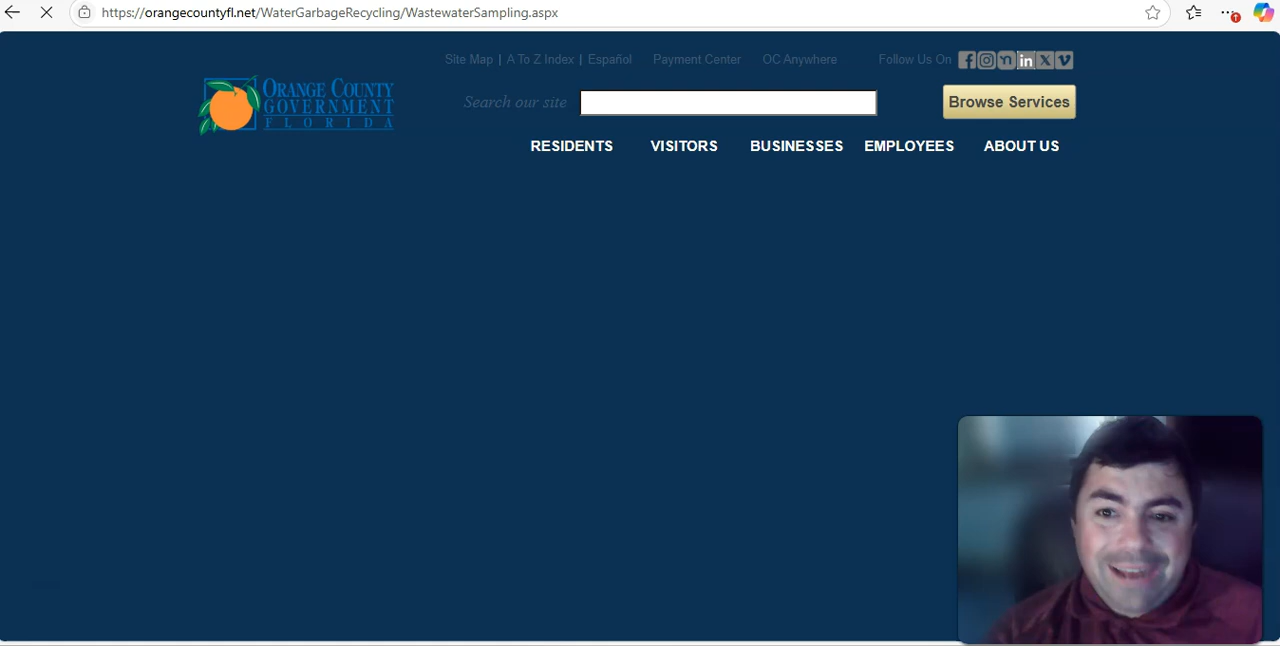 https://orangecountyfl.net/WaterGarbageRecycling/WastewaterSampling.aspx
Site Map | A To Z Index | Español Payment Center OC Anywhere Follow Us On
ORANGE COUNTY
GOVERNMENT
FLORIDA
Search our site
Browse Services
RESIDENTS VISITORS BUSINESSES EMPLOYEES ABOUT US